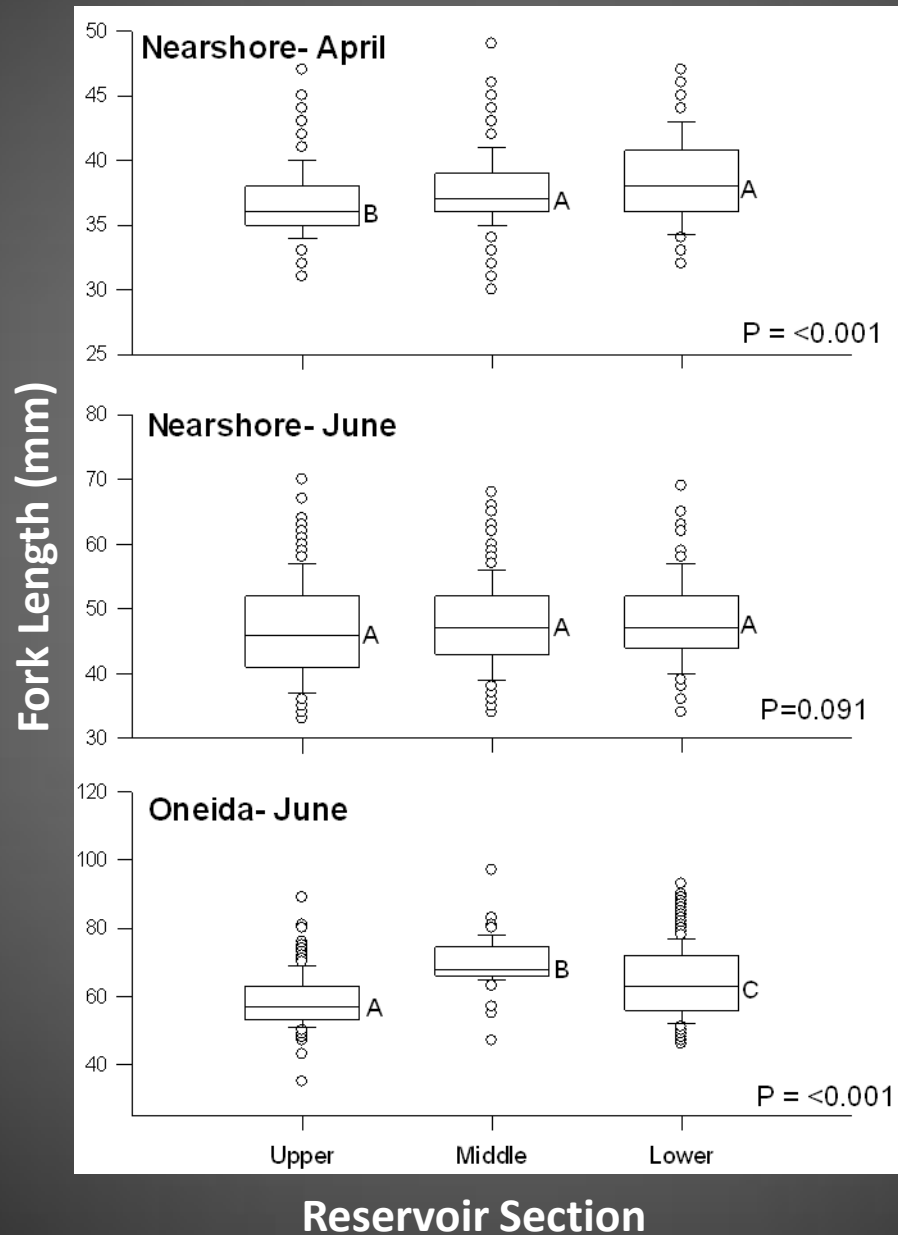 Fork Length (mm)
Nearshore- April
50
45
40
35
30
25
B
A
A
P = <0.001
Nearshore- June
80
70
60
50
40
30
A
A
A
P=0.091
Oneida- June
120
100
80
60
40
A
B
C
P = <0.001
Upper Middle Lower
Reservoir Section